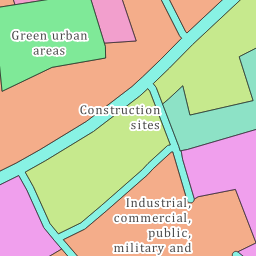 Green urban
areas
Construction
sites
Industrial,
commercial,
public,
military and